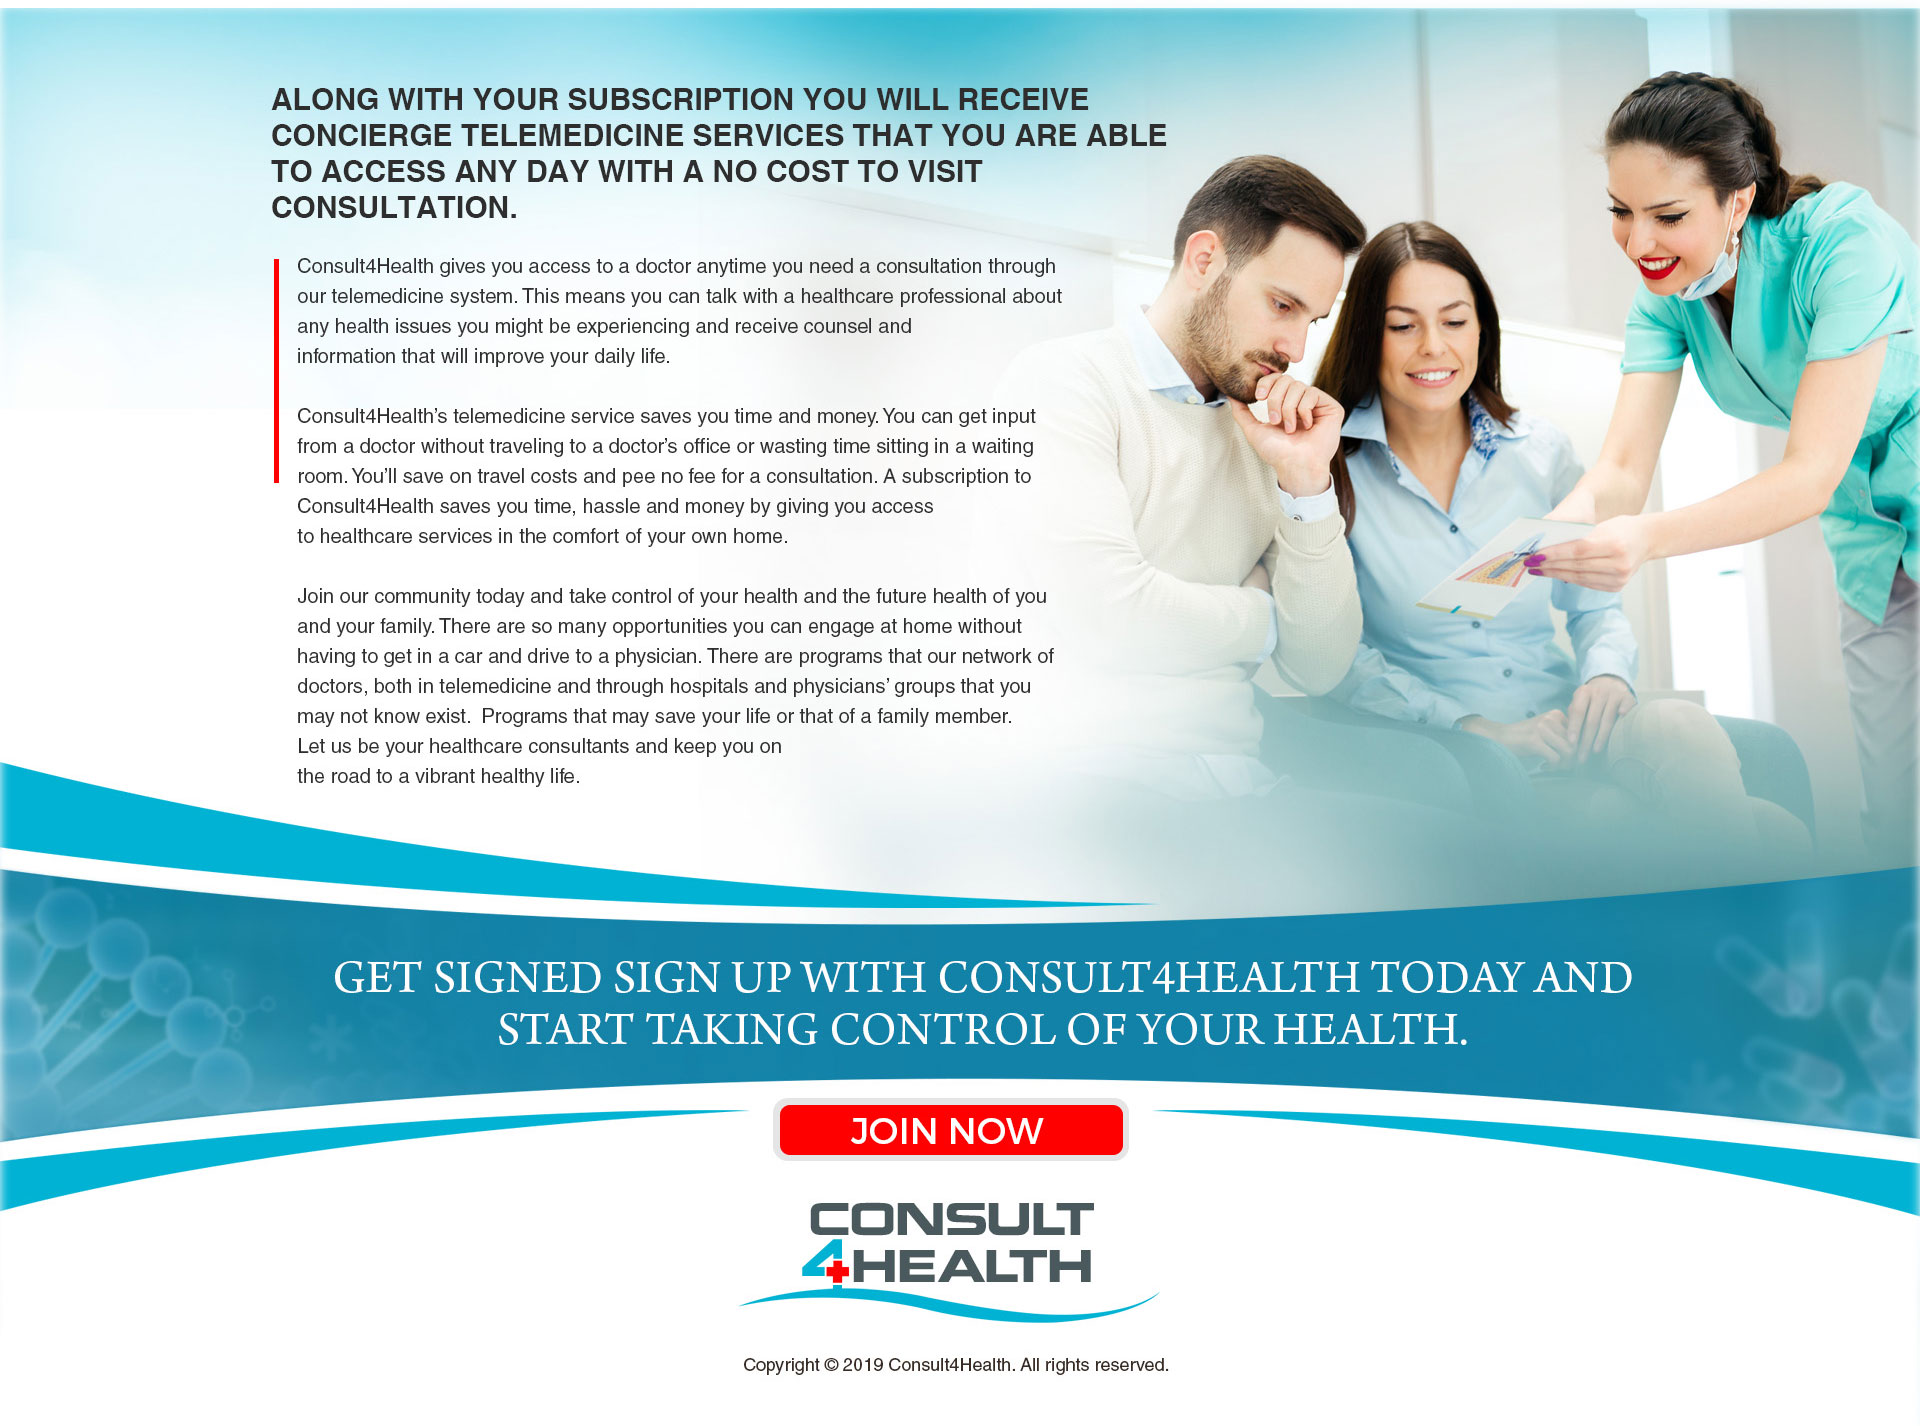 ALONG WITH YOUR SUBSCRIPTION YOU WILL RECEIVE
CONCIERGE TELEMEDICINE SERVICES THAT YOU ARE ABLE
TO ACCESS ANY DAY WITH A NO COST TO VISIT
CONSULTATION.
Consult4Health gives you access to a doctor anytime you need a consultation through
our telemedicine system. This means you can talk with a healthcare professional about
any health issues you might be experiencing and receive counsel and
information that will improve your daily life.
Consult4Health’s telemedicine service saves you time and money. You can get input
from a doctor without traveling to a doctor’s office or wasting time sitting in a waiting
room. You’ll save on travel costs and pee no fee for a consultation. A subscription to
Consult4Health saves you time, hassle and money by giving you access
to healthcare services in the comfort of your own home.
Join our community today and take control of your health and the future health of you
and your family. There are so many opportunities you can engage at home without
having to get in a car and drive to a physician. There are programs that our network of
doctors, both in telemedicine and through hospitals and physicians’ groups that you
may not know exist.  Programs that may save your life or that of a family member.
Let us be your healthcare consultants and keep you on
the road to a vibrant healthy life.
GET SIGNED SIGN UP WITH CONSULT4HEALTH TODAY AND
START TAKING CONTROL OF YOUR HEALTH.
JOIN NOW
CONSULT
4HEALTH
Copyright © 2019 Consult4Health. All rights reserved.